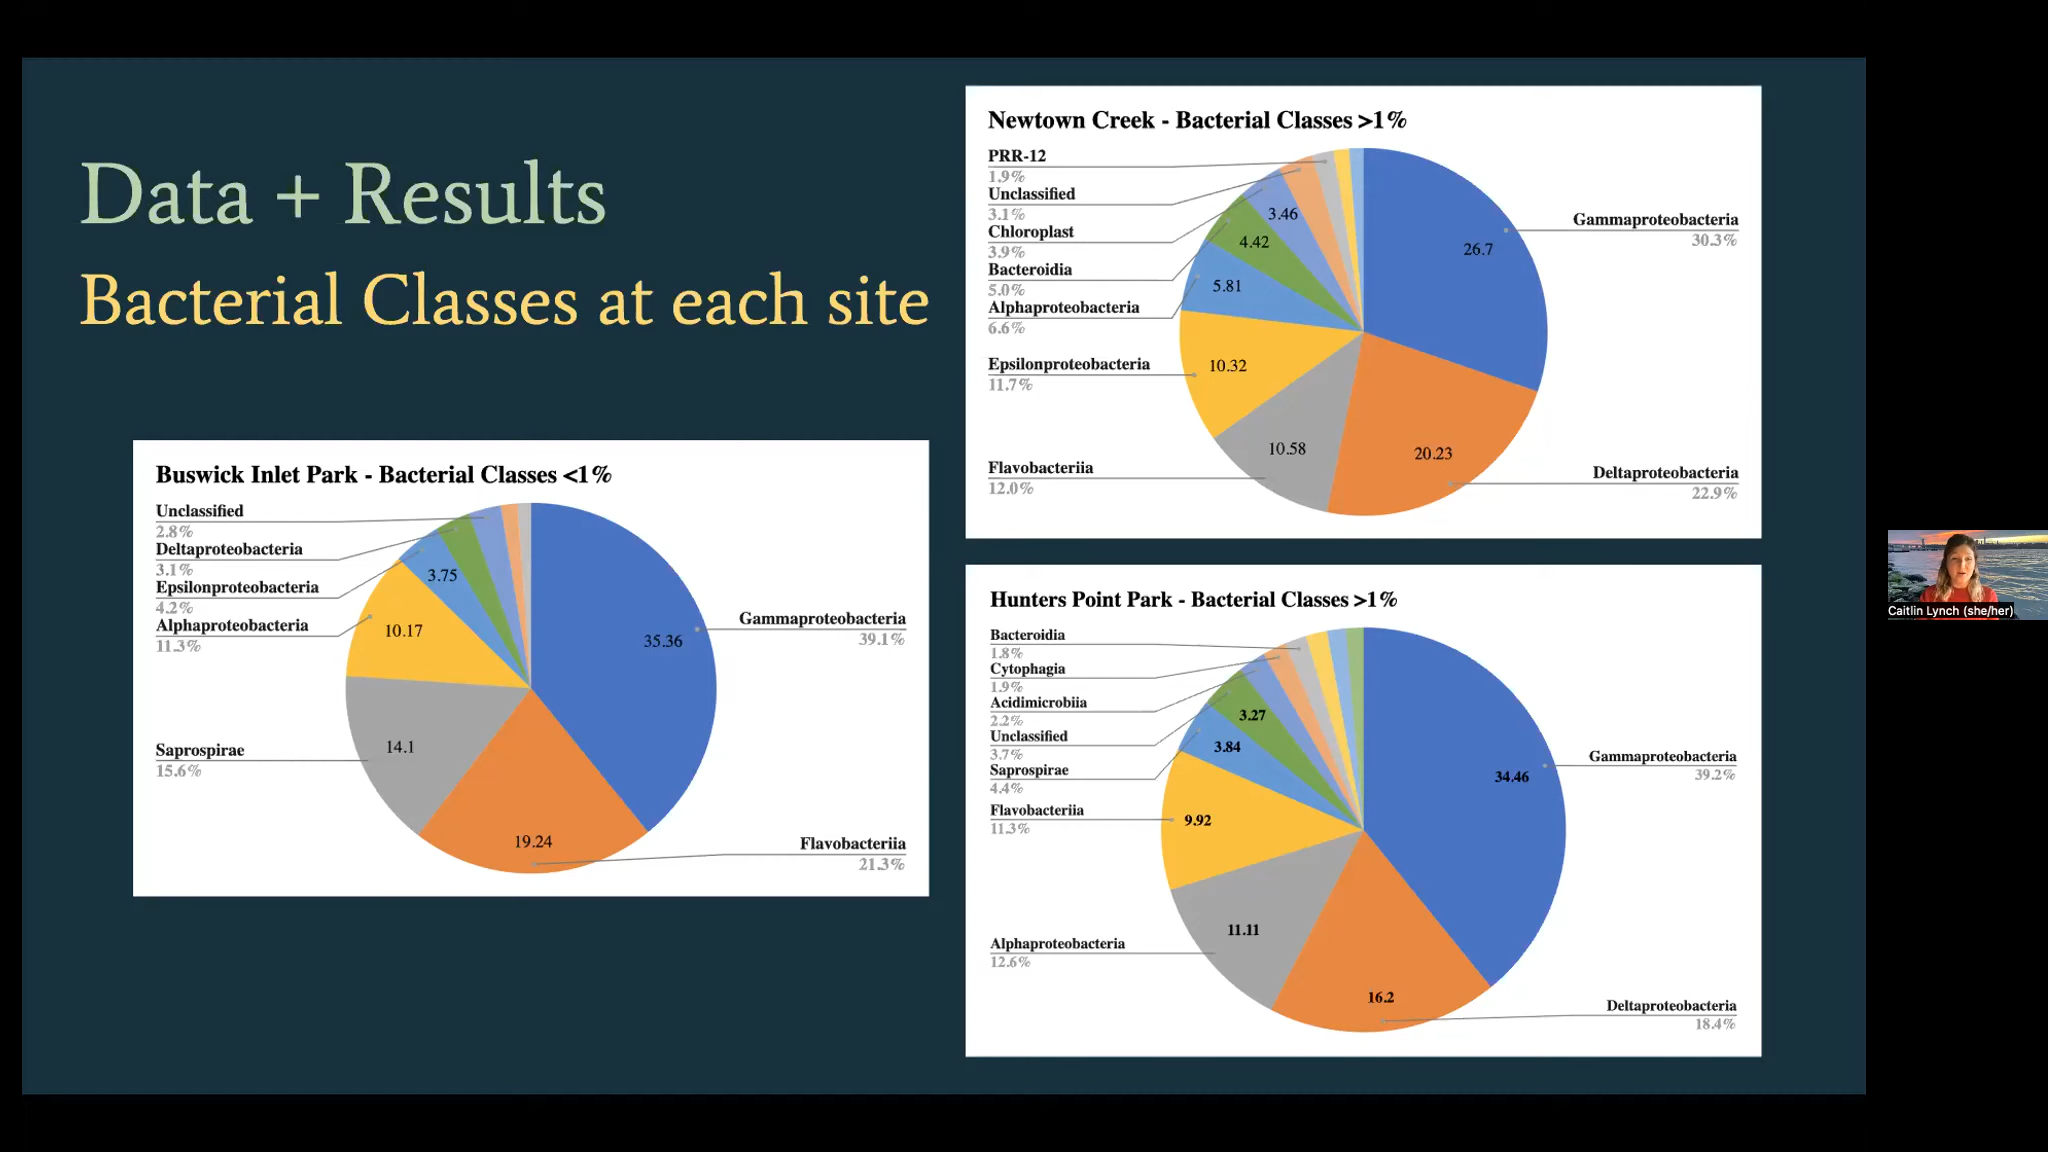 Data + Results
Bacterial Classes at each site
Buswick Inlet Park - Bacterial Classes <1%
Unclassified
2.8%
Deltaproteobacteria
3.1%
Epsilonproteobacteria
4.2%
Alphaproteobacteria
11.3%
Saprospirae
15.6%
Gammaproteobacteria
39.1%
Flavobacteriia
21.3%
3.75
10.17
14.1
19.24
35.36
Newtown Creek - Bacterial Classes >1%
PRR-12
1.9%
Unclassified
3.1%
Chloroplast
3.9%
Bacteroidia
5.0%
Alphaproteobacteria
6.6%
Epsilonproteobacteria
11.7%
Flavobacteriia
12.0%
Gammaproteobacteria
30.3%
Deltaproteobacteria
22.9%
3.46
4.42
5.81
10.32
10.58
20.23
26.7
Hunters Point Park - Bacterial Classes >1%
Bacteroidia
1.8%
Cytophagia
1.9%
Acidimicrobiia
2.2%
Unclassified
3.7%
Saprospirae
4.4%
Flavobacteriia
11.3%
Alphaproteobacteria
12.6%
Gammaproteobacteria
39.2%
Deltaproteobacteria
18.4%
3.27
3.84
9.92
11.11
16.2
34.46
Caitlin Lynch (she/her)